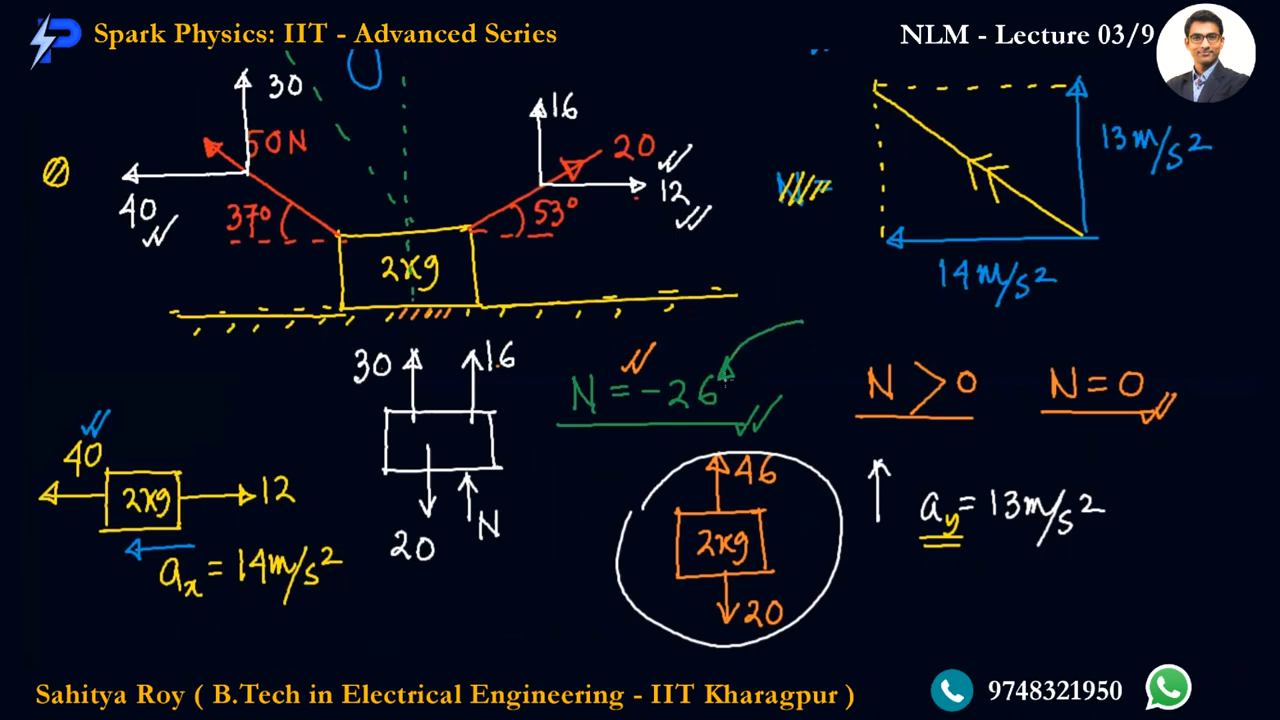 Spark Physics: IIT - Advanced Series
NLM - Lecture 03/9
30
50N
40
37°
16
20
12
53°
2kg
13m/s²
14m/s²
30
16
20
N
N = -26
N > 0
N = 0
40
2kg
12
aₓ = 14m/s²
46
2kg
20
a_y = 13m/s²
Sahitya Roy ( B.Tech in Electrical Engineering - IIT Kharagpur )
9748321950